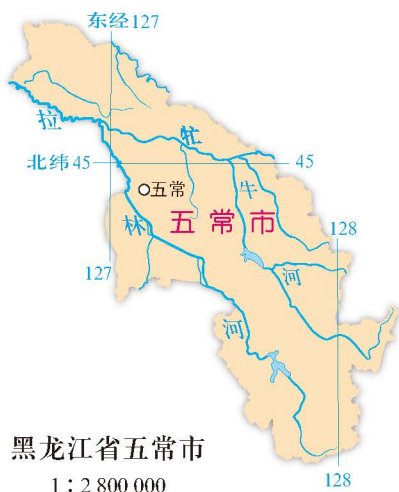 东经127
拉
牤
北纬45
45
五常
牛
林
五常市
128
127
河
河
黑龙江省五常市
1：2 800 000
128